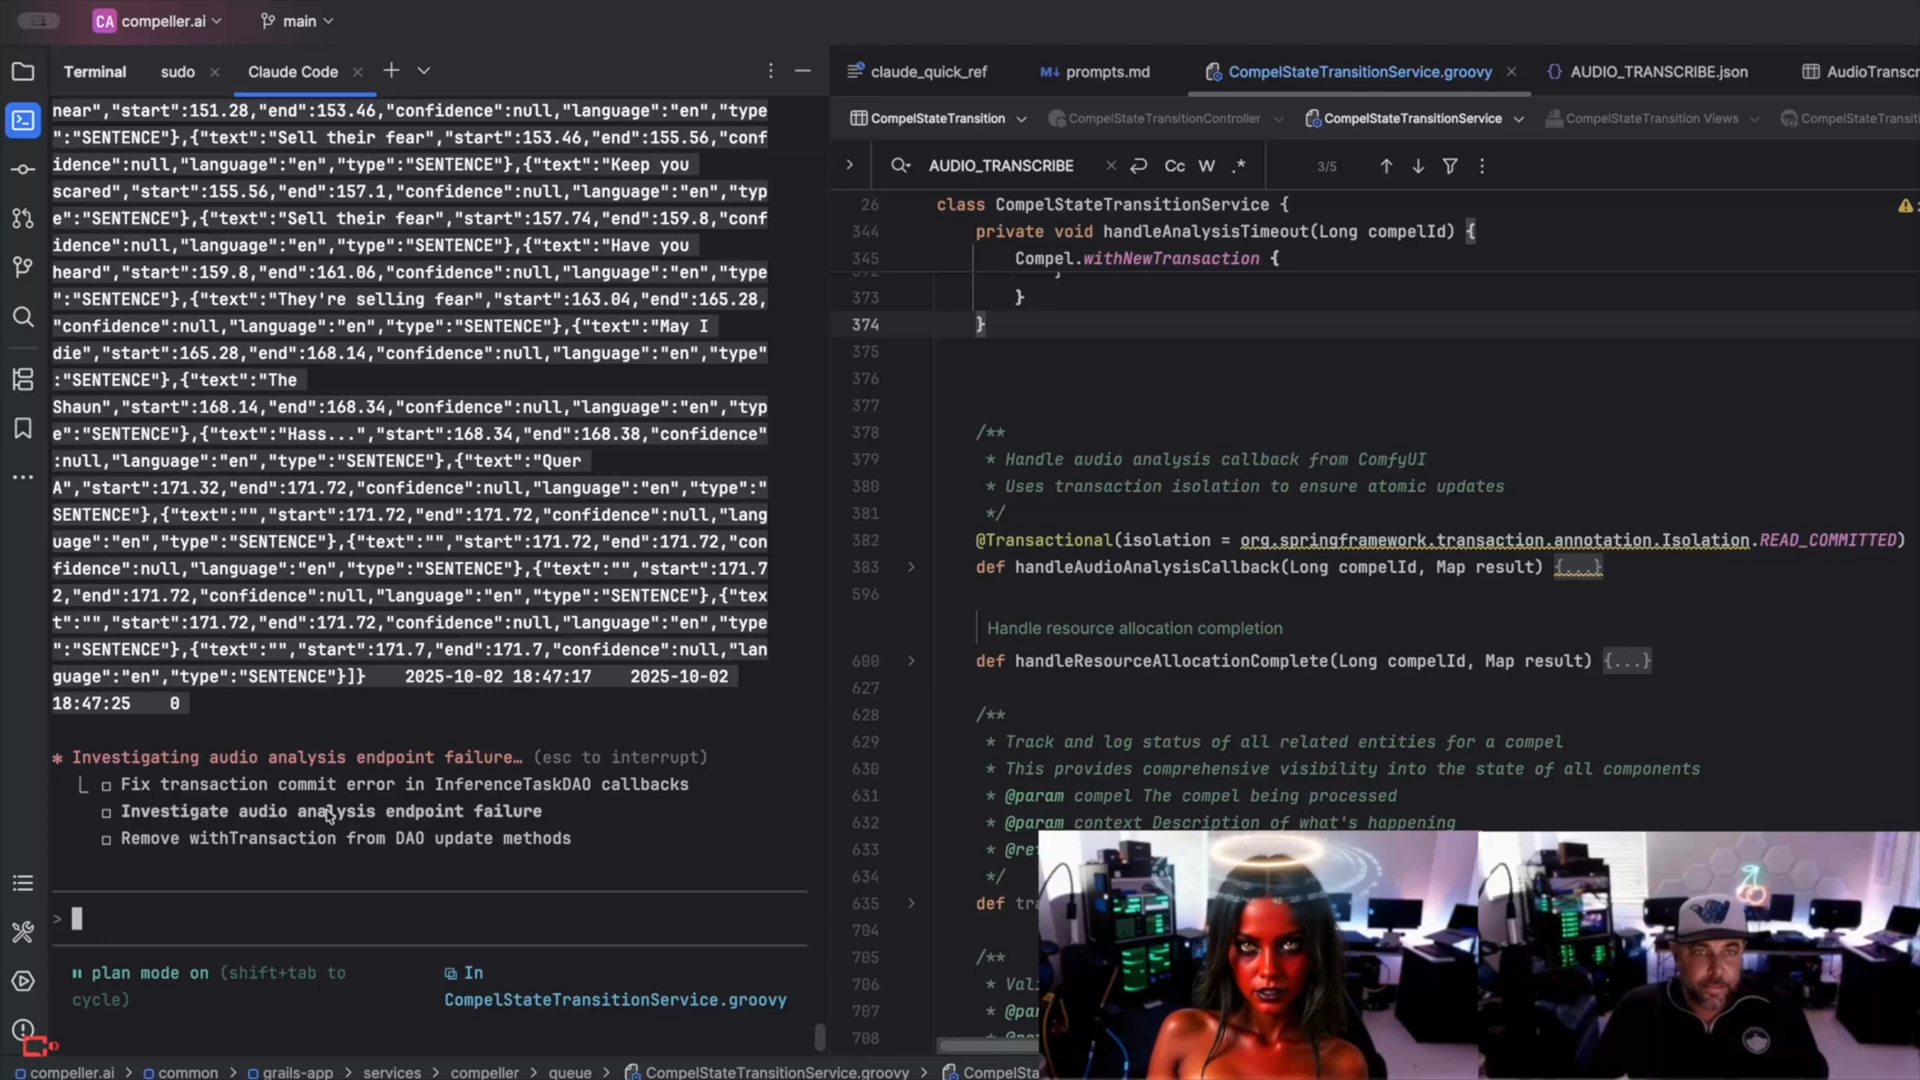 CA compeller.ai
main
Terminal
sudo
Claude Code
claude_quick_ref
M↓ prompts.md
CompelStateTransitionService.groovy
AUDIO_TRANSCRIBE.json
AudioTranscr
CompelStateTransition
CompelStateTransitionController
CompelStateTransitionService
CompelStateTransition Views
CompelStateTransiti
AUDIO_TRANSCRIBE
Cc
W
.*
3/5
near","start":151.28,"end":153.46,"confidence":null,"language":"en","type
":"SENTENCE"},{"text":"Sell their fear","start":153.46,"end":155.56,"conf
idence":null,"language":"en","type":"SENTENCE"},{"text":"Keep you
scared","start":155.56,"end":157.1,"confidence":null,"language":"en","typ
e":"SENTENCE"},{"text":"Sell their fear","start":157.74,"end":159.8,"conf
idence":null,"language":"en","type":"SENTENCE"},{"text":"Have you
heard","start":159.8,"end":161.06,"confidence":null,"language":"en","type
":"SENTENCE"},{"text":"They're selling fear","start":163.04,"end":165.28,
"confidence":null,"language":"en","type":"SENTENCE"},{"text":"May I
die","start":165.28,"end":168.14,"confidence":null,"language":"en","type"
:"SENTENCE"},{"text":"The
Shaun","start":168.14,"end":168.34,"confidence":null,"language":"en","typ
e":"SENTENCE"},{"text":"Hass...","start":168.34,"end":168.38,"confidence"
:null,"language":"en","type":"SENTENCE"},{"text":"Quer
A","start":171.32,"end":171.72,"confidence":null,"language":"en","type":"
SENTENCE"},{"text":"","start":171.72,"end":171.72,"confidence":null,"lang
uage":"en","type":"SENTENCE"},{"text":"","start":171.72,"end":171.72,"con
fidence":null,"language":"en","type":"SENTENCE"},{"text":"","start":171.7
2,"end":171.72,"confidence":null,"language":"en","type":"SENTENCE"},{"tex
t":"","start":171.72,"end":171.72,"confidence":null,"language":"en","type
":"SENTENCE"},{"text":"","start":171.7,"end":171.7,"confidence":null,"lan
guage":"en","type":"SENTENCE"}]} 2025-10-02 18:47:17 2025-10-02
18:47:25 0
* Investigating audio analysis endpoint failure… (esc to interrupt)
Fix transaction commit error in InferenceTaskDAO callbacks
Investigate audio analysis endpoint failure
Remove withTransaction from DAO update methods
>
plan mode on (shift+tab to
cycle)
In
CompelStateTransitionService.groovy
26 class CompelStateTransitionService {
344 private void handleAnalysisTimeout(Long compelId) {
345 Compel.withNewTransaction {
372 }
373 }
374 }
375
376
377
378 /**
379 * Handle audio analysis callback from ComfyUI
380 * Uses transaction isolation to ensure atomic updates
381 */
382 @Transactional(isolation = org.springframework.transaction.annotation.Isolation.READ_COMMITTED)
383 def handleAudioAnalysisCallback(Long compelId, Map result) {...}
596
Handle resource allocation completion
600 def handleResourceAllocationComplete(Long compelId, Map result) {...}
627
628 /**
629 * Track and log status of all related entities for a compel
630 * This provides comprehensive visibility into the state of all components
631 * @param compel The compel being processed
632 * @param context Description of what's happening
633 * @re
634 */
635 def tr
704
705 /**
706 * Val
707 * @pa
708
compeller.ai > common > grails-app > services > compeller > queue > CompelStateTransitionService.groovy > CompelSta